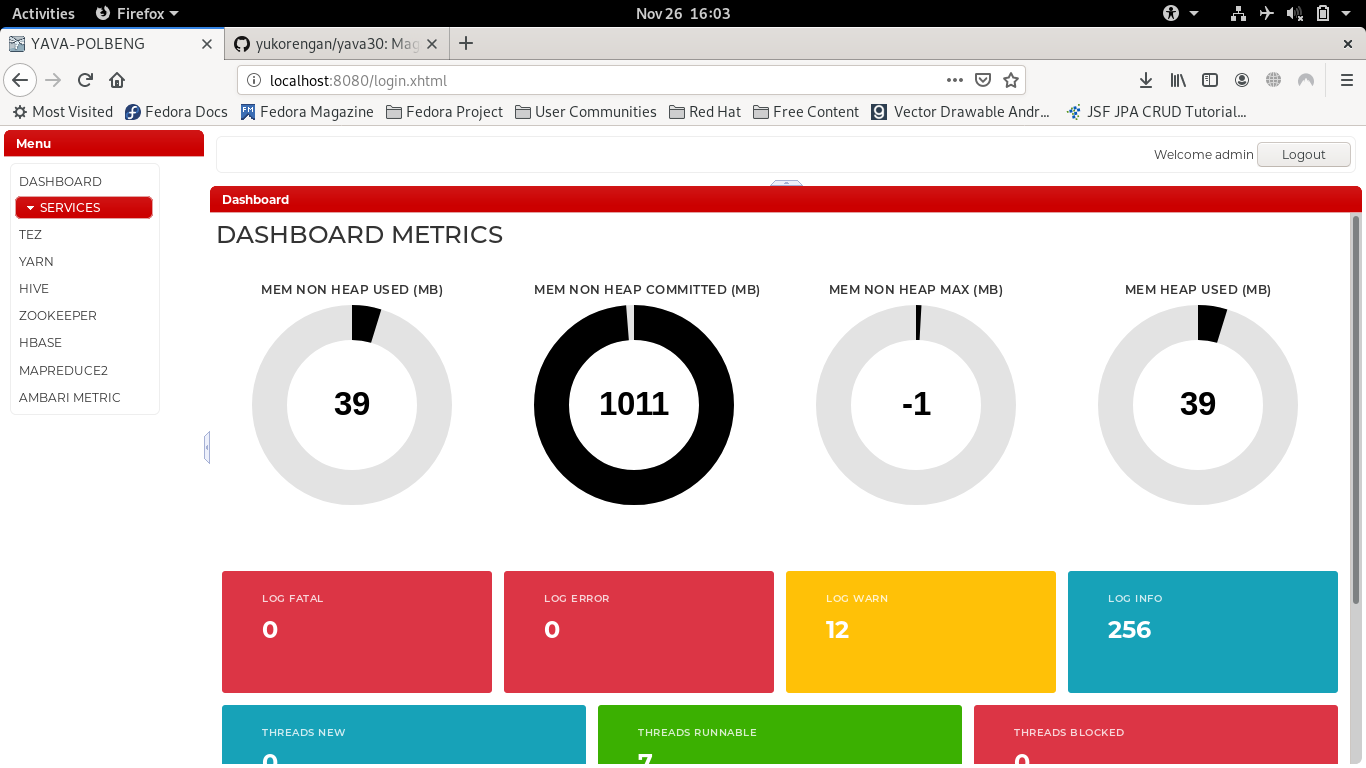 Activities Firefox Nov 26 16:03
YAVA-POLBENG yukorengan/yava30: Mag
localhost:8080/login.xhtml
Most Visited Fedora Docs Fedora Magazine Fedora Project User Communities Red Hat Free Content Vector Drawable Andr... JSF JPA CRUD Tutorial...
Menu
Welcome admin Logout
DASHBOARD
SERVICES
TEZ
YARN
HIVE
ZOOKEEPER
HBASE
MAPREDUCE2
AMBARI METRIC
Dashboard
DASHBOARD METRICS
MEM NON HEAP USED (MB) MEM NON HEAP COMMITTED (MB) MEM NON HEAP MAX (MB) MEM HEAP USED (MB)
39 1011 -1 39
LOG FATAL LOG ERROR LOG WARN LOG INFO
0 0 12 256
THREADS NEW THREADS RUNNABLE THREADS BLOCKED
0 7 0